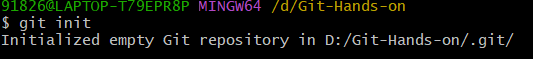 91826@LAPTOP-T79EPR8P MINGW64 /d/Git-Hands-on
$ git init
Initialized empty Git repository in D:/Git-Hands-on/.git/